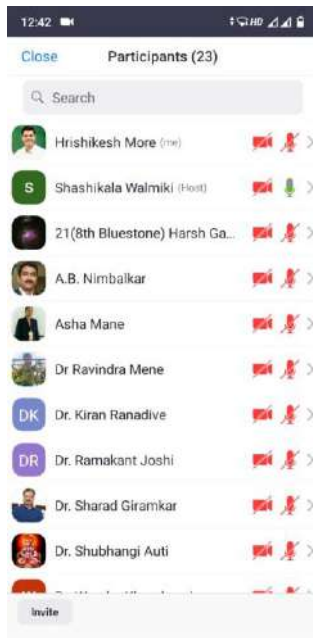 12:42
HD
Close
Participants (23)
Search
Hrishikesh More (me)
S
Shashikala Walmiki (Host)
21(8th Bluestone) Harsh Ga...
A.B. Nimbalkar
Asha Mane
Dr Ravindra Mene
DK
Dr. Kiran Ranadive
DR
Dr. Ramakant Joshi
Dr. Sharad Giramkar
Dr. Shubhangi Auti
Invite